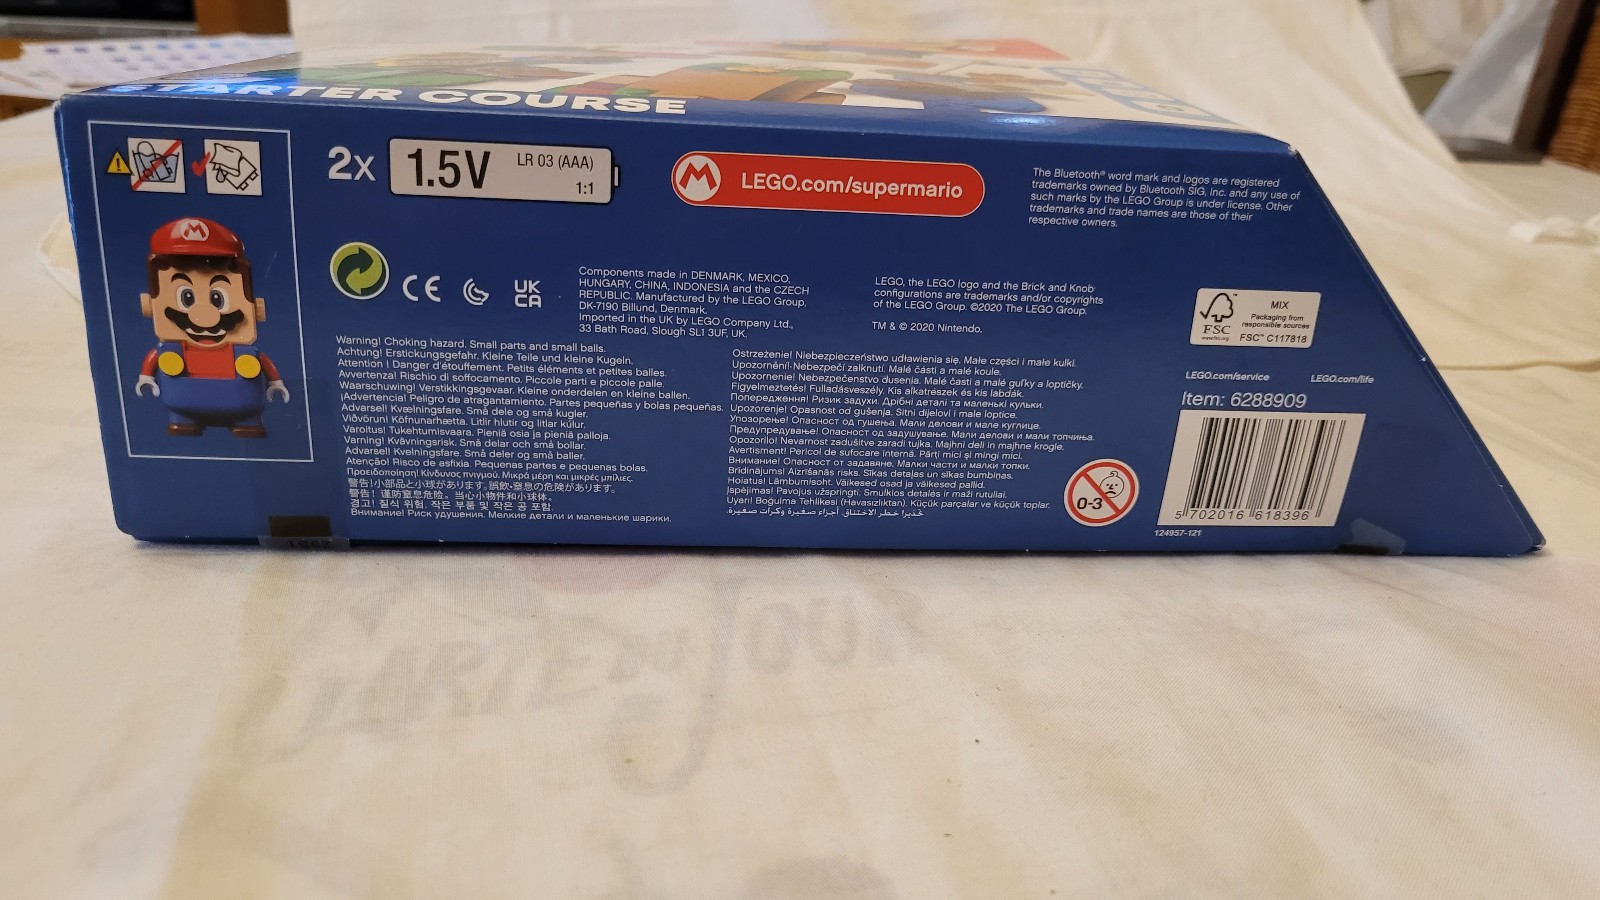 STARTER COURSE
2x
1.5V
LR 03 (AAA)
1:1
M LEGO.com/supermario
The Bluetooth® word mark and logos are registered
trademarks owned by Bluetooth SIG, Inc. and any use of
such marks by the LEGO Group is under license. Other
trademarks and trade names are those of their
respective owners.
CE
UK
CA
Components made in DENMARK, MEXICO,
HUNGARY, CHINA, INDONESIA and the CZECH
REPUBLIC. Manufactured by the LEGO Group,
DK-7190 Billund, Denmark.
Imported in the UK by LEGO Company Ltd.,
33 Bath Road, Slough SL1 3UF, UK.
LEGO, the LEGO logo and the Brick and Knob
configurations are trademarks and/or copyrights
of the LEGO Group. ©2020 The LEGO Group.
TM & © 2020 Nintendo.
FSC
www.fsc.org
MIX
Packaging from
responsible sources
FSC™ C117818
Warning! Choking hazard. Small parts and small balls.
Achtung! Erstickungsgefahr. Kleine Teile und kleine Kugeln.
Attention ! Danger d'étouffement. Petits éléments et petites balles.
Avvertenza! Rischio di soffocamento. Piccole parti e piccole palle.
Waarschuwing! Verstikkingsgevaar. Kleine onderdelen en kleine ballen.
¡Advertencia! Peligro de atragantamiento. Partes pequeñas y bolas pequeñas.
Advarsel! Kvælningsfare. Små dele og små kugler.
Viðvörun! Köfnunarhætta. Litlir hlutir og litlar kúlur.
Varoitus! Tukehtumisvaara. Pieniä osia ja pieniä palloja.
Varning! Kvävningsrisk. Små delar och små bollar.
Advarsel! Kvelningsfare. Små deler og små baller.
Atenção! Risco de asfixia. Pequenas partes e pequenas bolas.
Προειδοποίηση! Κίνδυνος πνιγμού. Μικρά μέρη και μικρές μπίλιες.
警告!小部品と小球があります。誤飲・窒息の危険があります。
警告！谨防窒息危险。当心小物件和小球体。
경고! 질식 위험. 작은 부품 및 작은 공 포함.
Внимание! Риск удушения. Мелкие детали и маленькие шарики.
Ostrzeżenie! Niebezpieczeństwo udławienia się. Małe części i małe kulki.
Upozornění! Nebezpečí zalknutí. Malé části a malé koule.
Upozornenie! Nebezpečenstvo dusenia. Malé časti a malé guľky a loptičky.
Figyelmeztetés! Fulladásveszély. Kis alkatrészek és kis labdák.
Попередження! Ризик задухи. Дрібні деталі та маленькі кульки.
Upozorenje! Opasnost od gušenja. Sitni dijelovi i male loptice.
Упозорење! Опасност од гушења. Мали делови и мале куглице.
Предупредување! Опасност од задушување. Мали делови и мали топчиња.
Opozorilo! Nevarnost zadušitve zaradi tujka. Majhni deli in majhne krogle.
Avertisment! Pericol de sufocare internă. Părți mici și mingi mici.
Внимание! Опасност от задавяне. Малки части и малки топки.
Brīdinājums! Aizrīšanās risks. Sīkas detaļas un sīkas bumbiņas.
Hoiatus! Lämbumisoht. Väikesed osad ja väikesed pallid.
Įspėjimas! Pavojus užspringti. Smulkios detalės ir maži rutuliai.
Uyarı! Boğulma Tehlikesi (Havasızlıktan). Küçük parçalar ve küçük toplar.
تحذير! خطر الاختناق. أجزاء صغيرة وكرات صغيرة.
0-3
LEGO.com/service
LEGO.com/life
Item: 6288909
5 702016 618396
124957-121